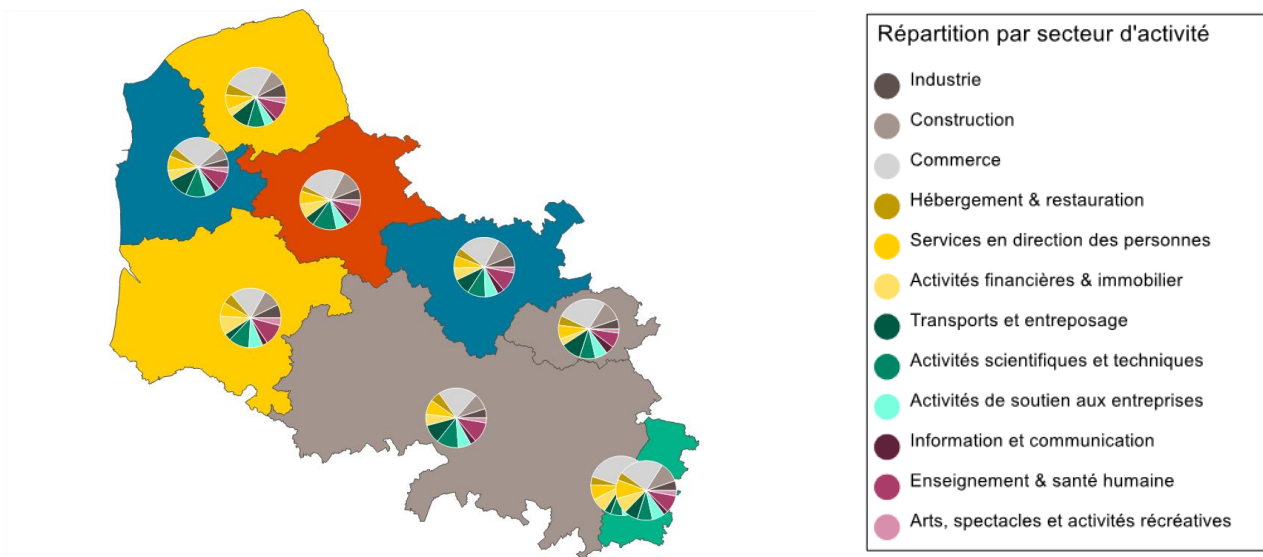 Répartition par secteur d'activité
Industrie
Construction
Commerce
Hébergement & restauration
Services en direction des personnes
Activités financières & immobilier
Transports et entreposage
Activités scientifiques et techniques
Activités de soutien aux entreprises
Information et communication
Enseignement & santé humaine
Arts, spectacles et activités récréatives